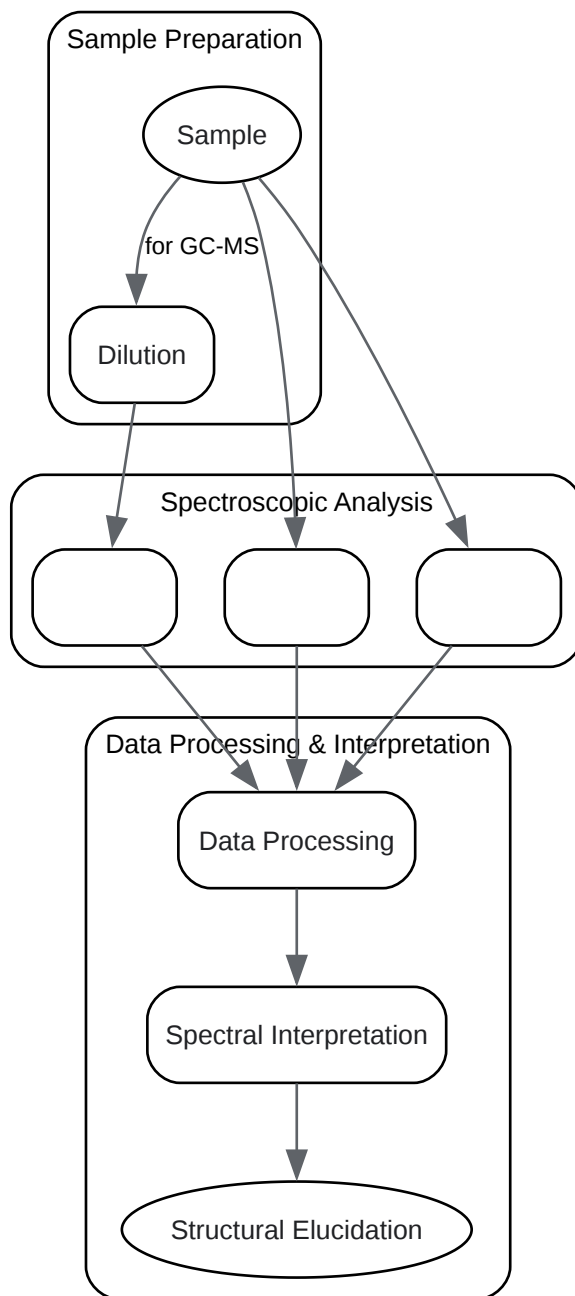 Sample Preparation
Sample
for GC-MS
Dilution
Spectroscopic Analysis
Data Processing & Interpretation
Data Processing
Spectral Interpretation
Structural Elucidation